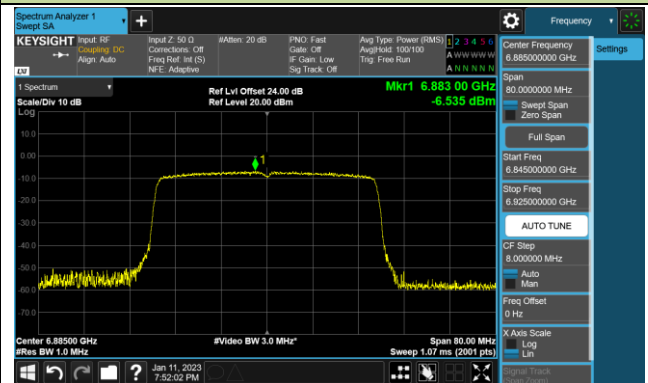 Spectrum Analyzer 1
Swept SA
Frequency
KEYSIGHT
Input: RF
Coupling: DC
Align: Auto
Input Z: 50 Ω
Corrections: Off
Freq Ref: Int (S)
NFE: Adaptive
#Atten: 20 dB
PNO: Fast
Gate: Off
IF Gain: Low
Sig Track: Off
Avg Type: Power (RMS)
Avg|Hold: 100/100
Trig: Free Run
1 2 3 4 5 6
A W W W W W
A N N N N N
LXI
1 Spectrum
Scale/Div 10 dB
Log
Ref Lvl Offset 24.00 dB
Ref Level 20.00 dBm
Mkr1 6.883 00 GHz
-6.535 dBm
10.0
0.00
-10.0
-20.0
-30.0
-40.0
-50.0
-60.0
-70.0
1
Center 6.88500 GHz
#Res BW 1.0 MHz
#Video BW 3.0 MHz*
Span 80.00 MHz
Sweep 1.07 ms (2001 pts)
Center Frequency
6.885000000 GHz
Settings
Span
80.0000000 MHz
Swept Span
Zero Span
Full Span
Start Freq
6.845000000 GHz
Stop Freq
6.925000000 GHz
AUTO TUNE
CF Step
8.000000 MHz
Auto
Man
Freq Offset
0 Hz
X Axis Scale
Log
Lin
Signal Track
(Span Zoom)
?
Jan 11, 2023
7:52:02 PM